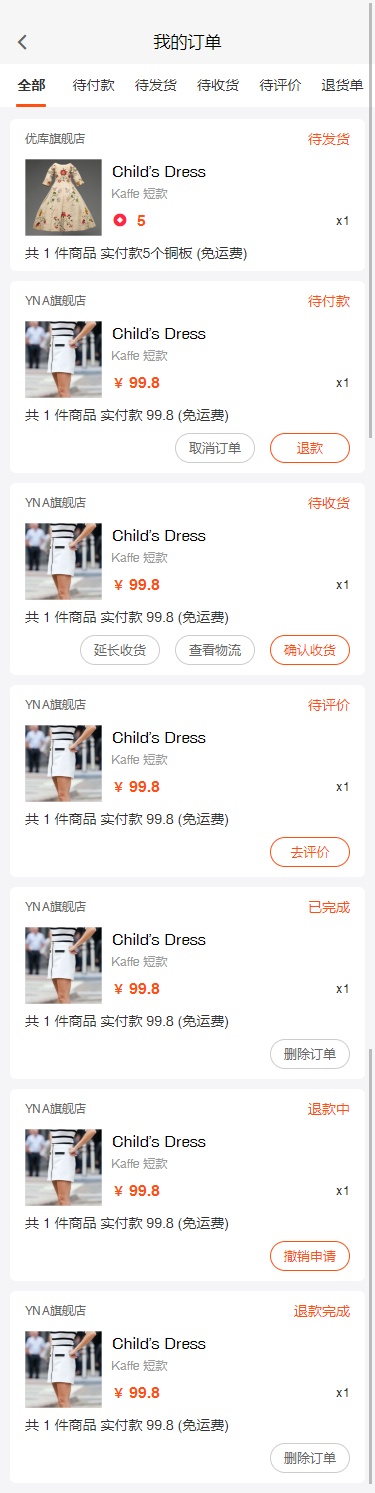 我的订单
全部 待付款 待发货 待收货 待评价 退货单
优库旗舰店 待发货
Child's Dress
Kaffe 短款
5 x1
共 1 件商品 实付款5个铜板 (免运费)
YNA旗舰店 待付款
Child's Dress
Kaffe 短款
¥ 99.8 x1
共 1 件商品 实付款 99.8 (免运费)
取消订单 退款
YNA旗舰店 待收货
Child's Dress
Kaffe 短款
¥ 99.8 x1
共 1 件商品 实付款 99.8 (免运费)
延长收货 查看物流 确认收货
YNA旗舰店 待评价
Child's Dress
Kaffe 短款
¥ 99.8 x1
共 1 件商品 实付款 99.8 (免运费)
去评价
YNA旗舰店 已完成
Child's Dress
Kaffe 短款
¥ 99.8 x1
共 1 件商品 实付款 99.8 (免运费)
删除订单
YNA旗舰店 退款中
Child's Dress
Kaffe 短款
¥ 99.8 x1
共 1 件商品 实付款 99.8 (免运费)
撤销申请
YNA旗舰店 退款完成
Child's Dress
Kaffe 短款
¥ 99.8 x1
共 1 件商品 实付款 99.8 (免运费)
删除订单